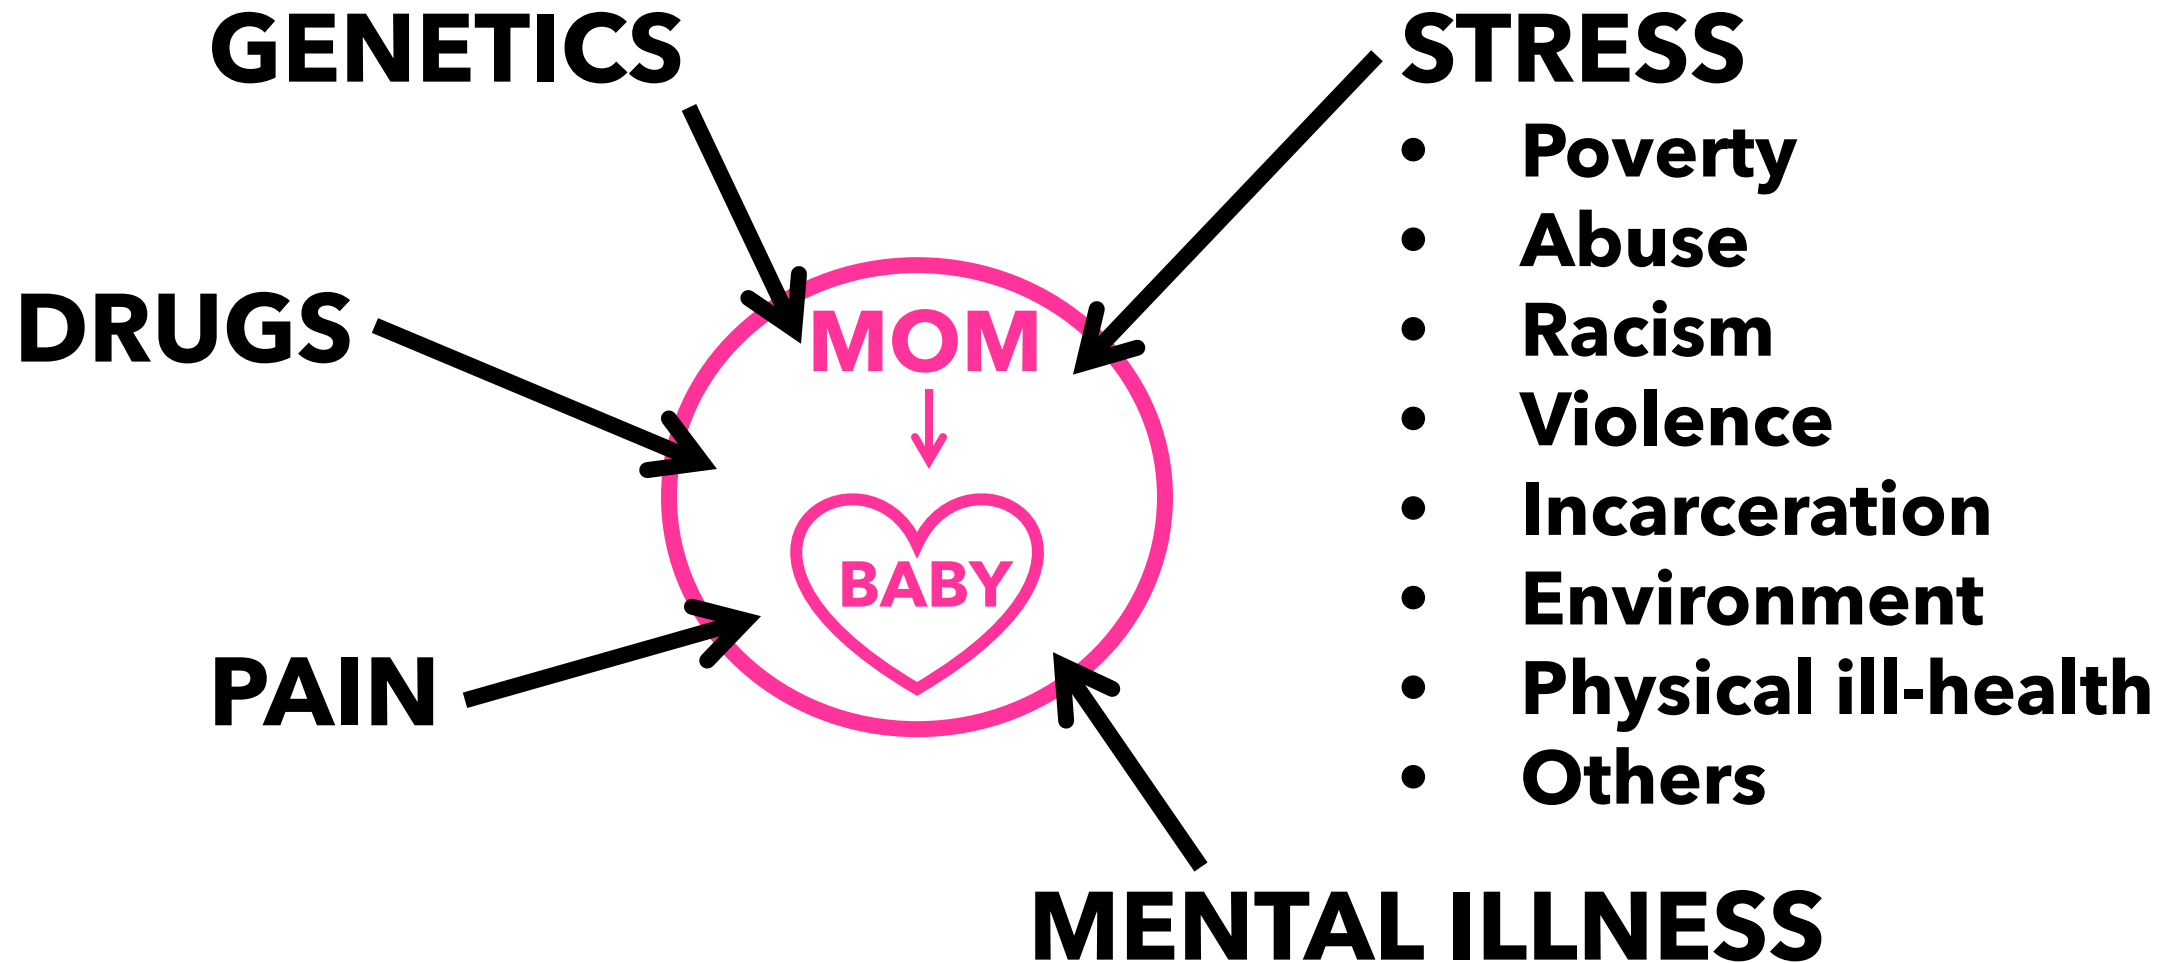 GENETICS
STRESS
• Poverty
• Abuse
• Racism
• Violence
• Incarceration
• Environment
• Physical ill-health
• Others
DRUGS
MOM
BABY
PAIN
MENTAL ILLNESS